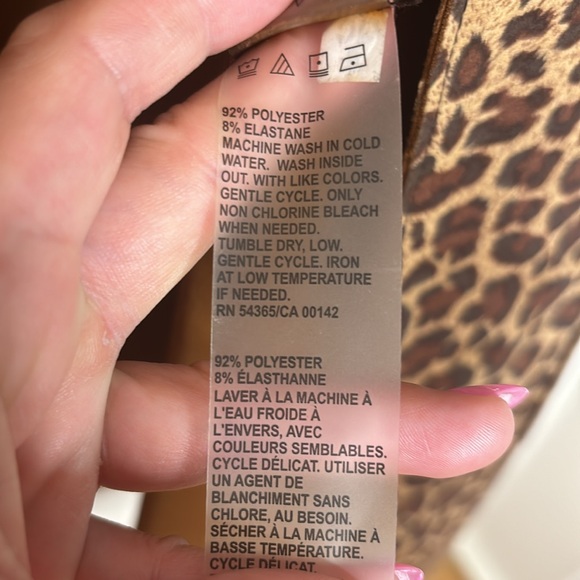 92% POLYESTER
8% ELASTANE
MACHINE WASH IN COLD
WATER. WASH INSIDE
OUT. WITH LIKE COLORS.
GENTLE CYCLE. ONLY
NON CHLORINE BLEACH
WHEN NEEDED.
TUMBLE DRY, LOW.
GENTLE CYCLE. IRON
AT LOW TEMPERATURE
IF NEEDED.
RN 54365/CA 00142
92% POLYESTER
8% ÉLASTHANNE
LAVER À LA MACHINE À
L'EAU FROIDE À
L'ENVERS, AVEC
COULEURS SEMBLABLES.
CYCLE DÉLICAT. UTILISER
UN AGENT DE
BLANCHIMENT SANS
CHLORE, AU BESOIN.
SÉCHER À LA MACHINE À
BASSE TEMPÉRATURE.
CYCLE DÉLICAT.